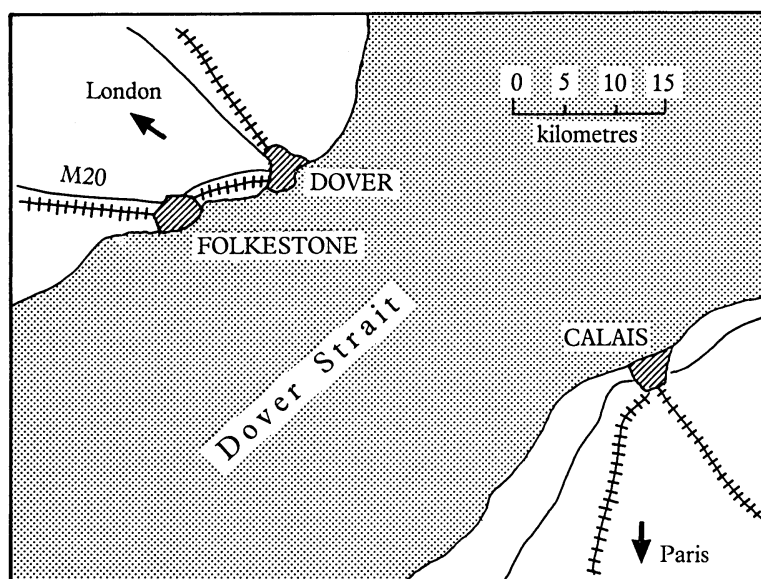 London
0 5 10 15
kilometres
M20
DOVER
FOLKESTONE
Dover Strait
CALAIS
Paris